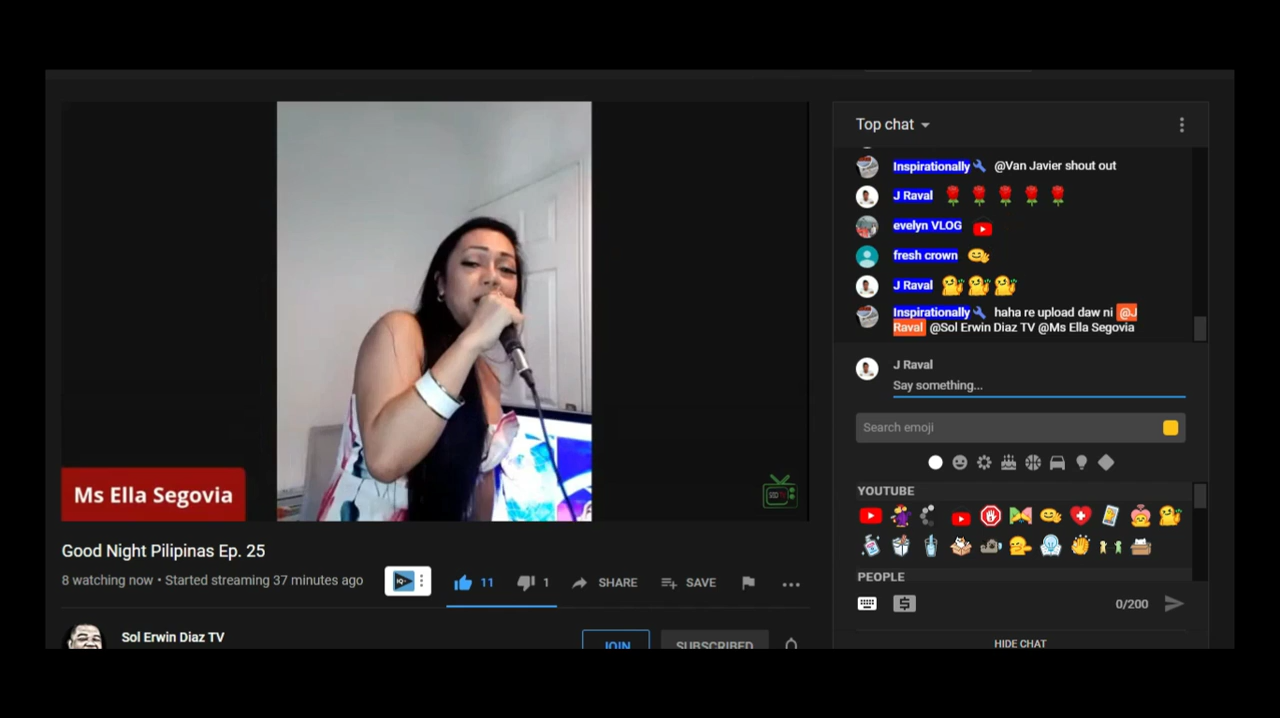 Ms Ella Segovia
Good Night Pilipinas Ep. 25
8 watching now • Started streaming 37 minutes ago
11
1
SHARE
SAVE
Sol Erwin Diaz TV
JOIN
SUBSCRIBED
Top chat
Inspirationally @Van Javier shout out
J Raval
evelyn VLOG
fresh crown
J Raval
Inspirationally haha re upload daw ni @J
Raval @Sol Erwin Diaz TV @Ms Ella Segovia
J Raval
Say something...
Search emoji
YOUTUBE
PEOPLE
0/200
HIDE CHAT